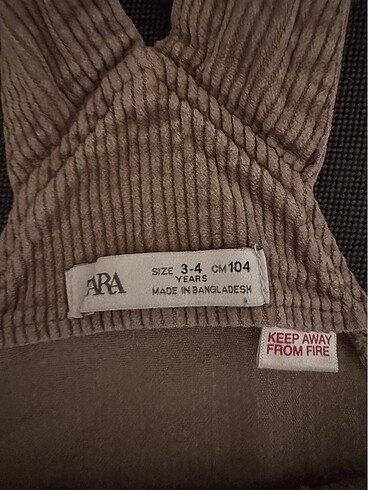 ARA
SIZE 3-4 CM 104
YEARS
MADE IN BANGLADESH
KEEP AWAY
FROM FIRE